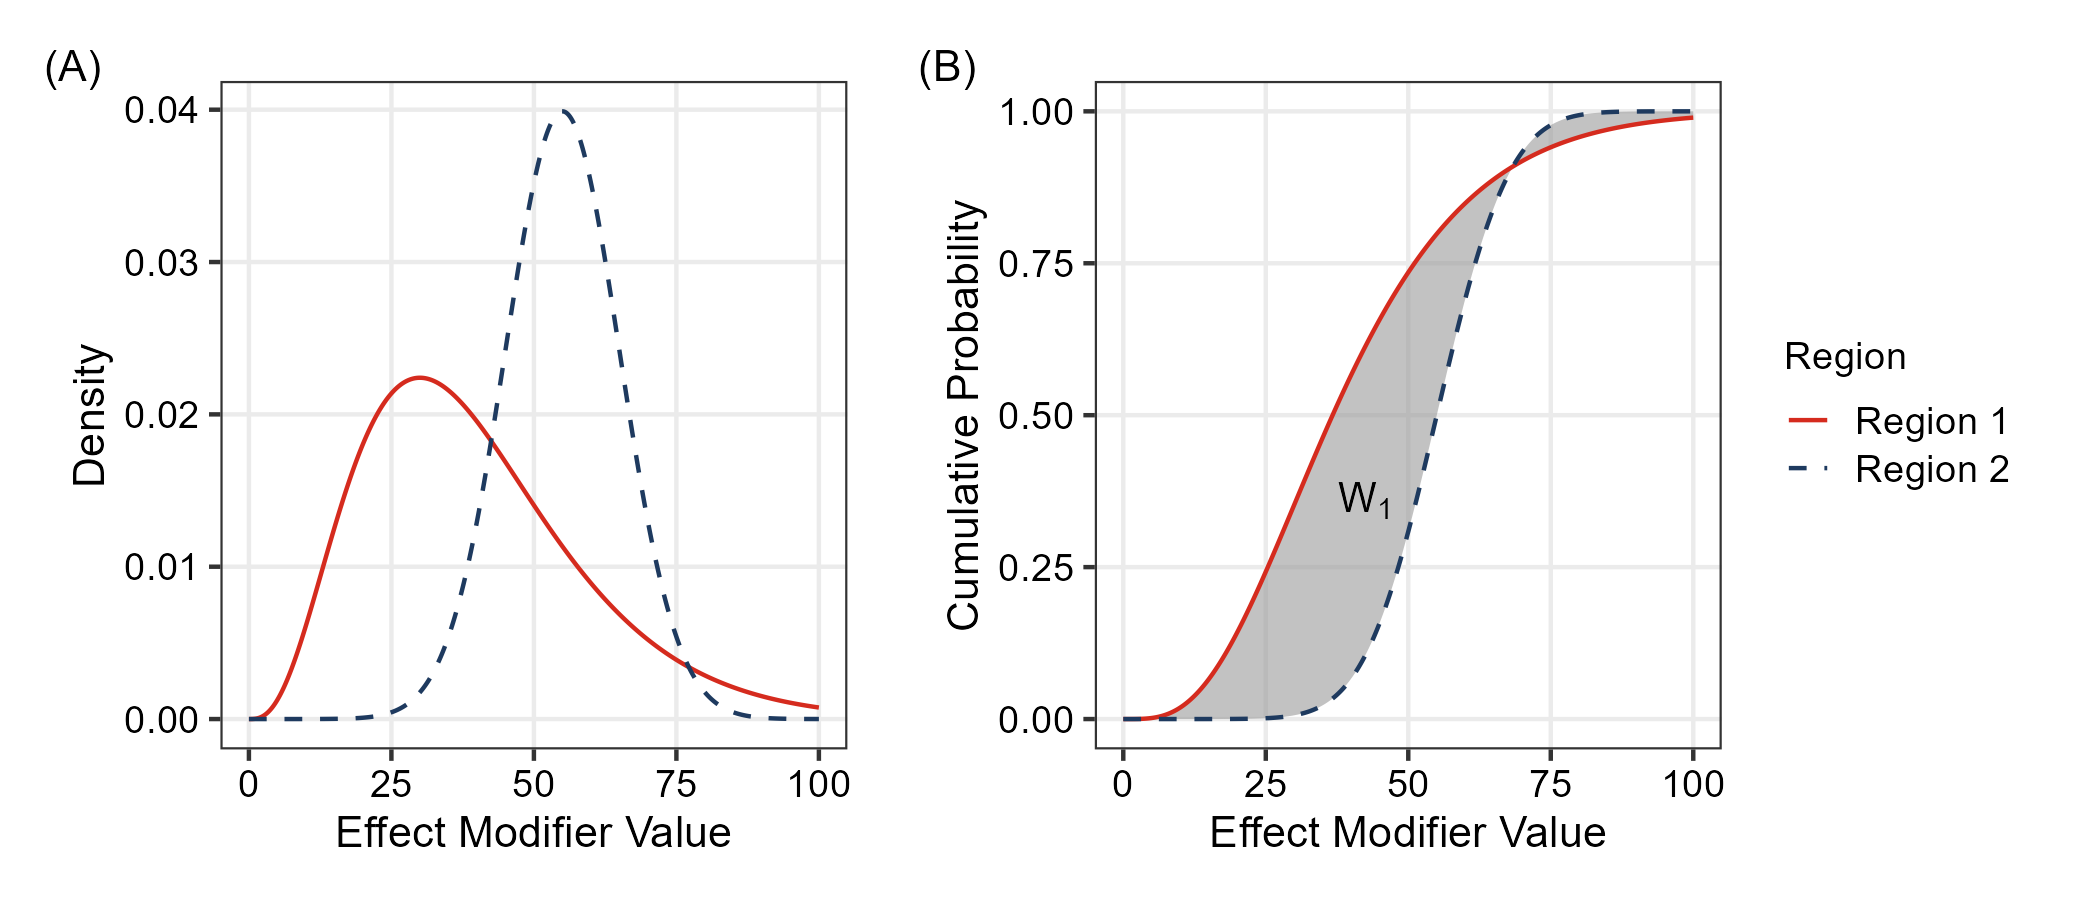 (A)
0.04
0.03
0.02
0.01
0.00
Density
0
25
50
75
100
Effect Modifier Value
(B)
1.00
0.75
0.50
0.25
0.00
Cumulative Probability
W₁
0
25
50
75
100
Effect Modifier Value
Region
Region 1
Region 2